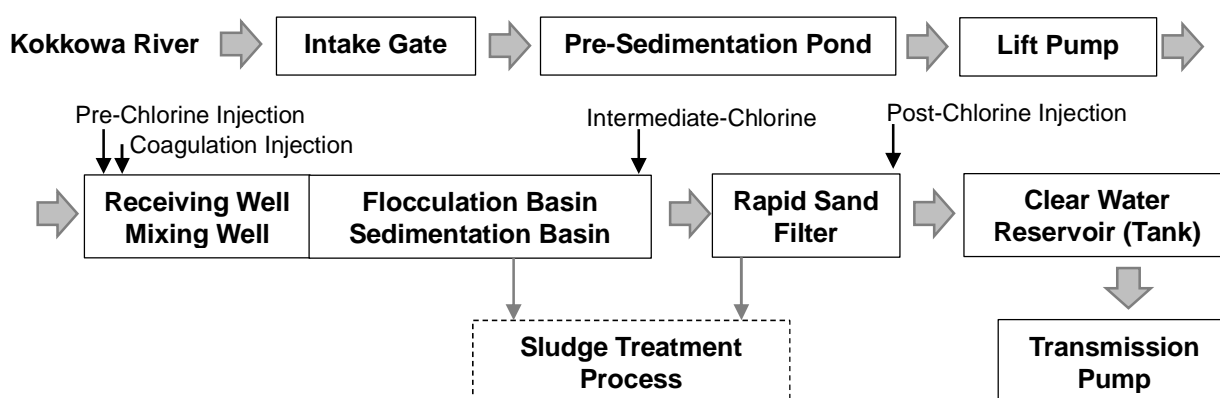 Kokkowa River
Intake Gate
Pre-Sedimentation Pond
Lift Pump
Pre-Chlorine Injection
Coagulation Injection
Intermediate-Chlorine
Post-Chlorine Injection
Receiving Well
Mixing Well
Flocculation Basin
Sedimentation Basin
Rapid Sand
Filter
Clear Water
Reservoir (Tank)
Sludge Treatment
Process
Transmission
Pump